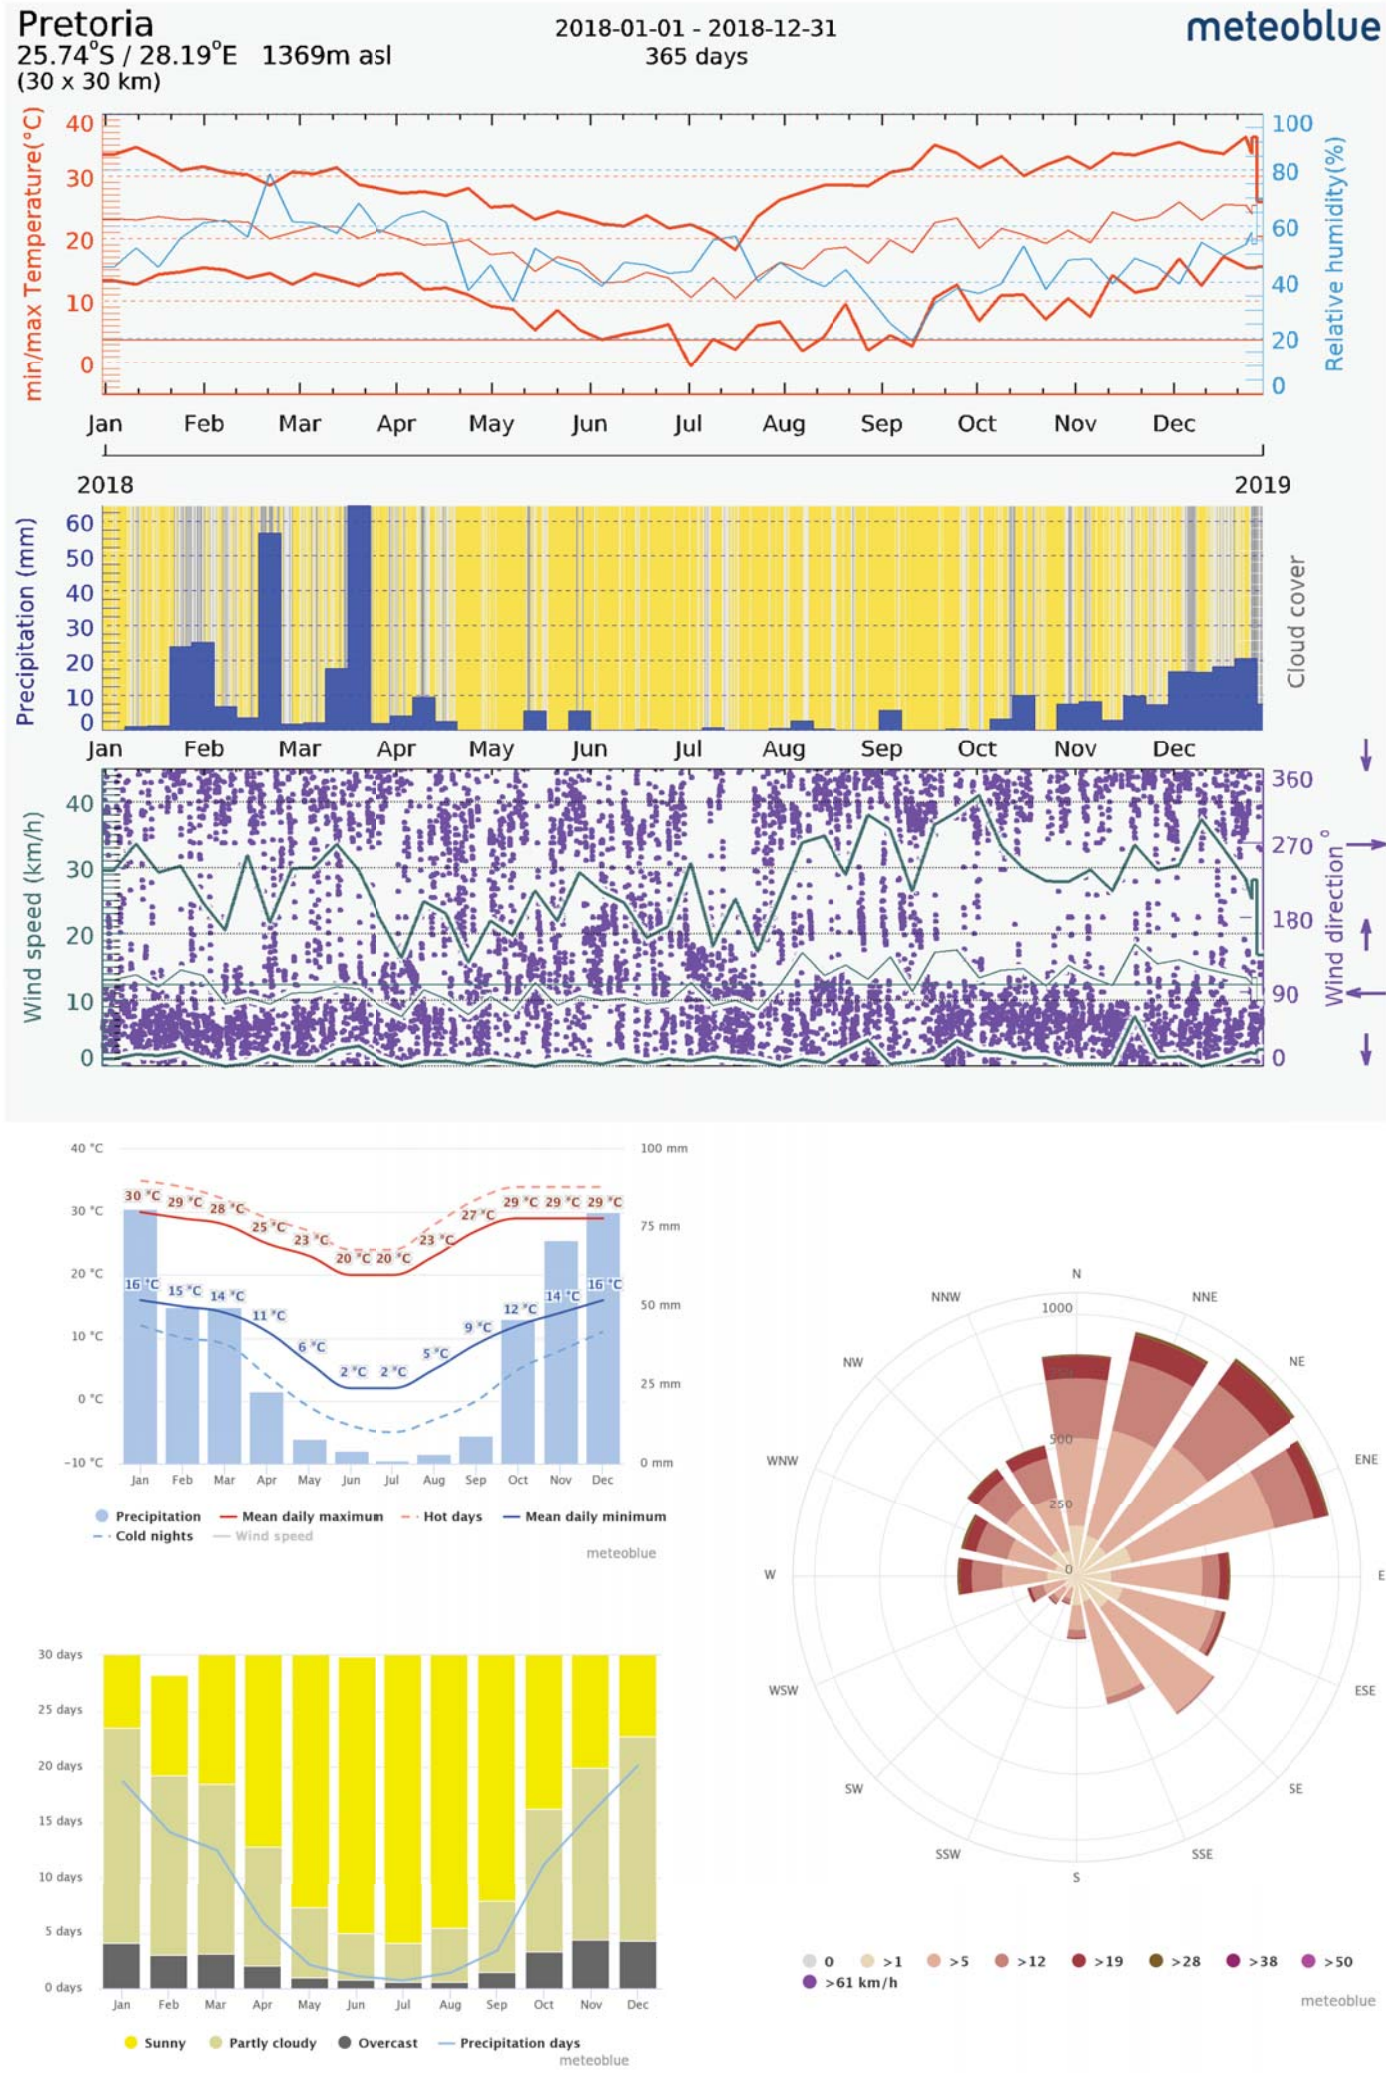 Pretoria
25.74°S / 28.19°E 1369m asl
(30 x 30 km)
2018-01-01 - 2018-12-31
365 days
meteoblue
min/max Temperature(°C)
40
30
20
10
0
100
80
60
40
20
0
Relative humidity(%)
Jan Feb Mar Apr May Jun Jul Aug Sep Oct Nov Dec
2018 2019
Precipitation (mm)
60
50
40
30
20
10
0
Cloud cover
Jan Feb Mar Apr May Jun Jul Aug Sep Oct Nov Dec
Wind speed (km/h)
40
30
20
10
0
360
270
180
90
0
Wind direction °
40 °C
30 °C
20 °C
10 °C
0 °C
-10 °C
100 mm
75 mm
50 mm
25 mm
0 mm
30 °C 29 °C 28 °C 25 °C 23 °C 20 °C 20 °C 23 °C 27 °C 29 °C 29 °C 29 °C
16 °C 15 °C 14 °C 11 °C 6 °C 2 °C 2 °C 5 °C 9 °C 12 °C 14 °C 16 °C
Jan Feb Mar Apr May Jun Jul Aug Sep Oct Nov Dec
Precipitation Mean daily maximum Hot days Mean daily minimum
Cold nights Wind speed
meteoblue
30 days
25 days
20 days
15 days
10 days
5 days
0 days
Jan Feb Mar Apr May Jun Jul Aug Sep Oct Nov Dec
Sunny Partly cloudy Overcast Precipitation days
meteoblue
N
NNW NNE
1000
NW NE
750
500
WNW ENE
250
0
W E
WSW ESE
SW SE
SSW SSE
S
0 >1 >5 >12 >19 >28 >38 >50
>61 km/h
meteoblue